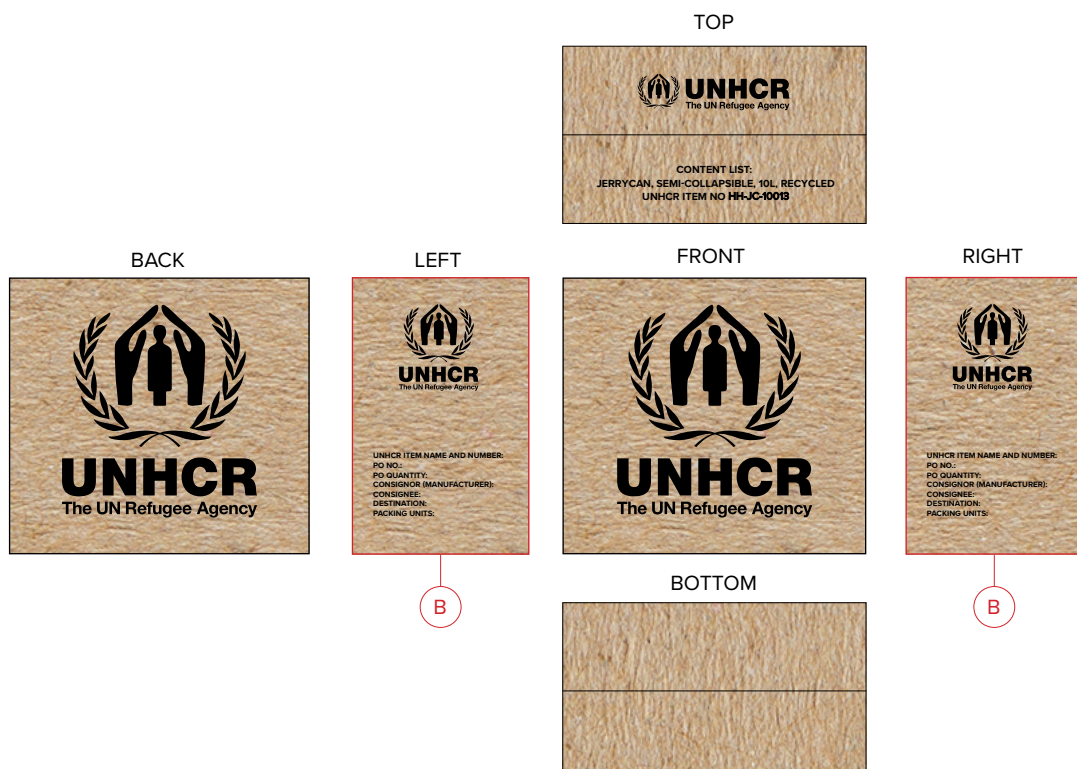 TOP
UNHCR
The UN Refugee Agency
CONTENT LIST:
JERRYCAN, SEMI-COLLAPSIBLE, 10L, RECYCLED
UNHCR ITEM NO HH-JC-10013
BACK
UNHCR
The UN Refugee Agency
LEFT
UNHCR
The UN Refugee Agency
UNHCR ITEM NAME AND NUMBER:
PO NO.:
PO QUANTITY:
CONSIGNOR (MANUFACTURER):
CONSIGNEE:
DESTINATION:
PACKING UNITS:
B
FRONT
UNHCR
The UN Refugee Agency
RIGHT
UNHCR
The UN Refugee Agency
UNHCR ITEM NAME AND NUMBER:
PO NO.:
PO QUANTITY:
CONSIGNOR (MANUFACTURER):
CONSIGNEE:
DESTINATION:
PACKING UNITS:
B
BOTTOM